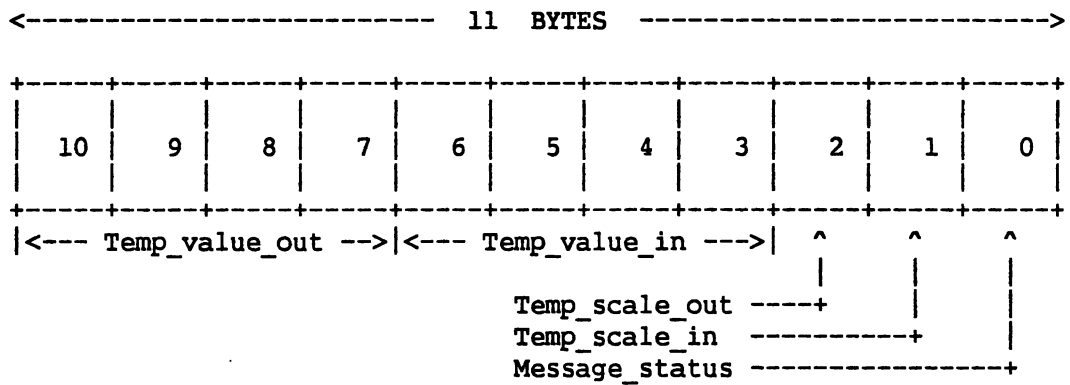 <---------------------------- 11 BYTES ---------------------------->
10 9 8 7 6 5 4 3 2 1 0
|<--- Temp_value_out -->|<--- Temp_value_in --->| ^ ^ ^
Temp_scale_out ----+
Temp_scale_in ----------+
Message_status ----------------+